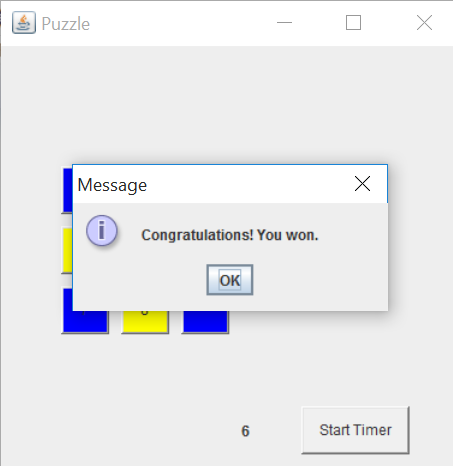 Puzzle
Message
Congratulations! You won.
OK
6
Start Timer